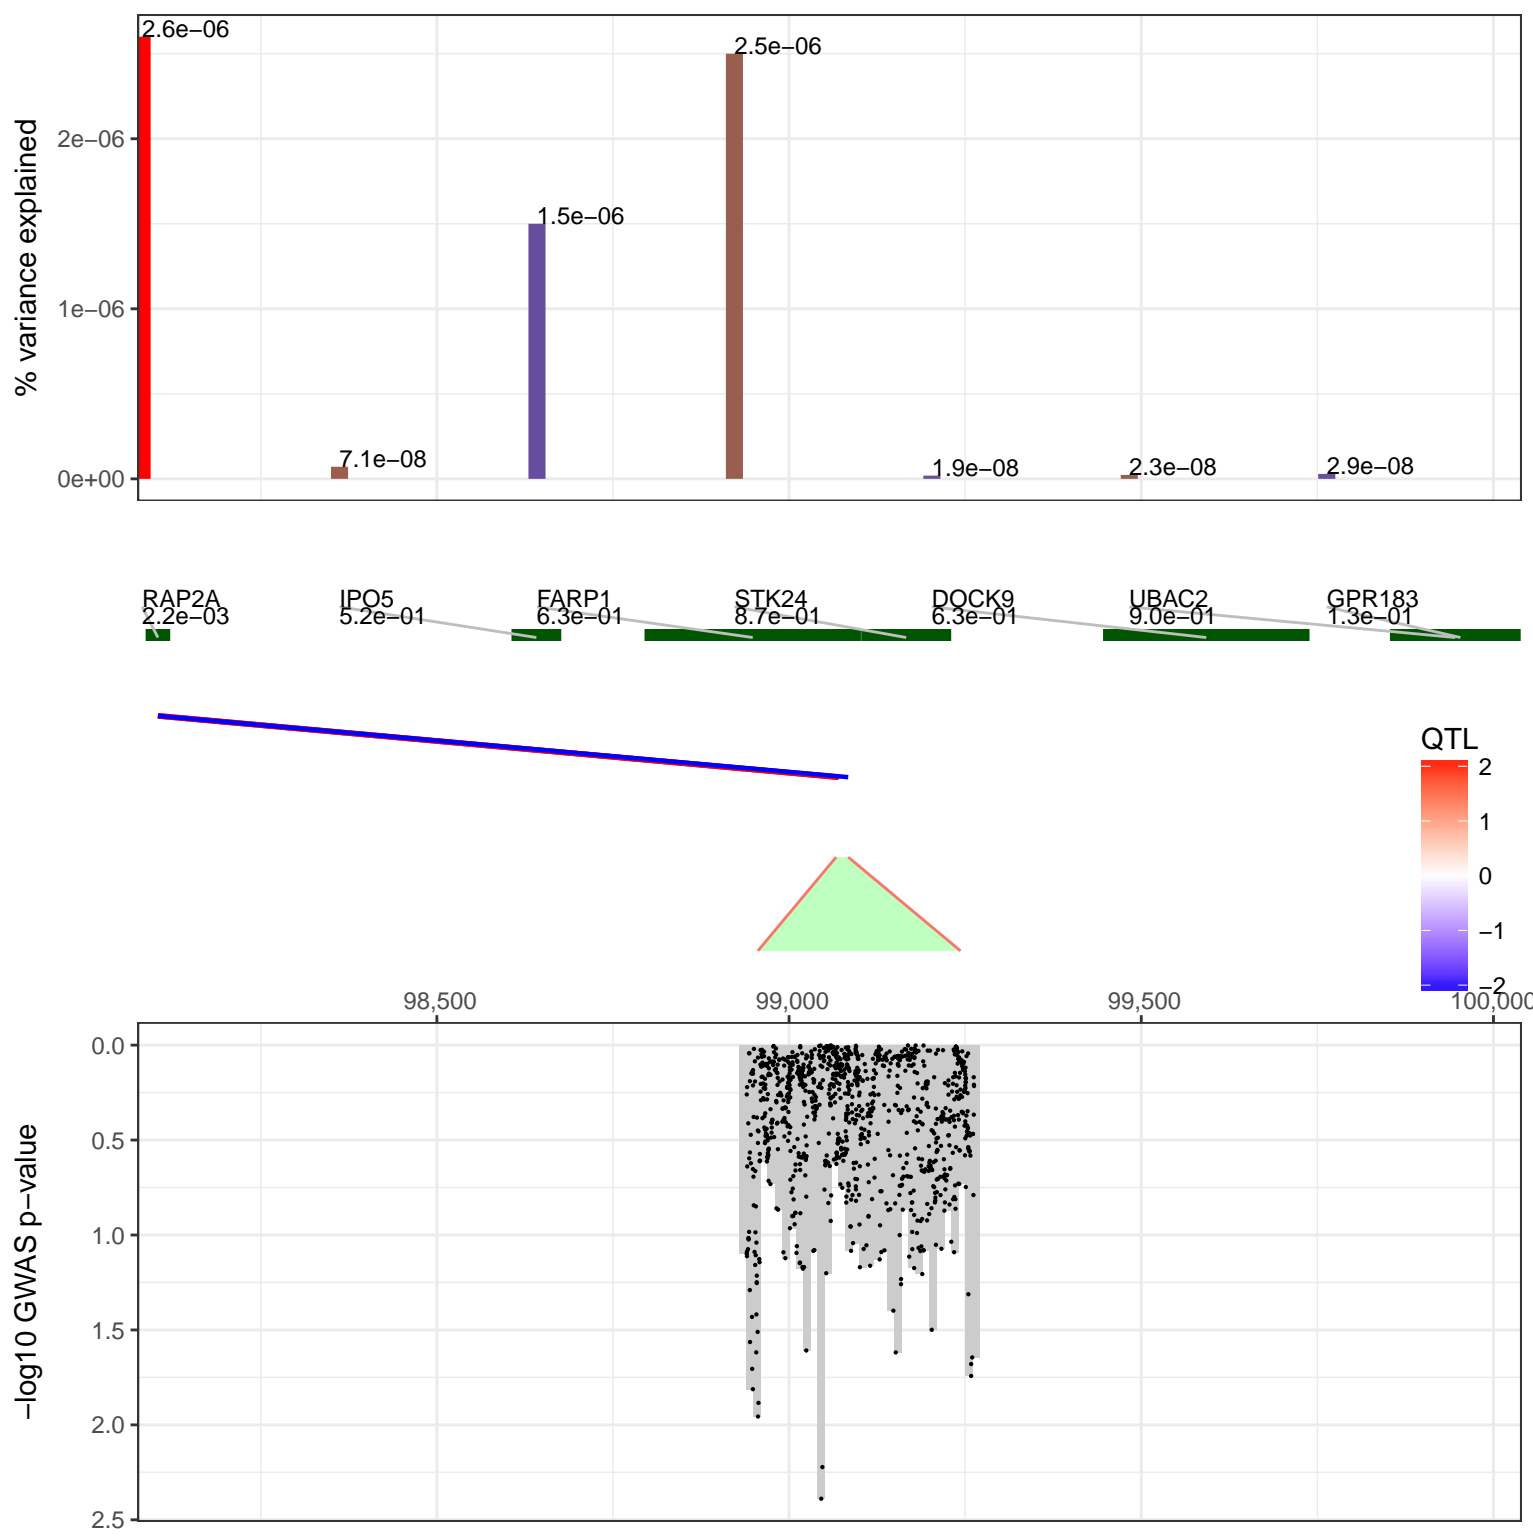 2.6e−06
2.5e−06
2e−06
1.5e−06
1e−06
7.1e−08
1.9e−08
2.3e−08
2.9e−08
0e+00
% variance explained
RAP2A IPO5 FARP1 STK24 DOCK9 UBAC2 GPR183
2.2e−03 5.2e−01 6.3e−01 8.7e−01 6.3e−01 9.0e−01 1.3e−01
QTL
2
1
0
−1
−2
98,500 99,000 99,500 100,000
0.0
0.5
1.0
1.5
2.0
2.5
−log10 GWAS p−value